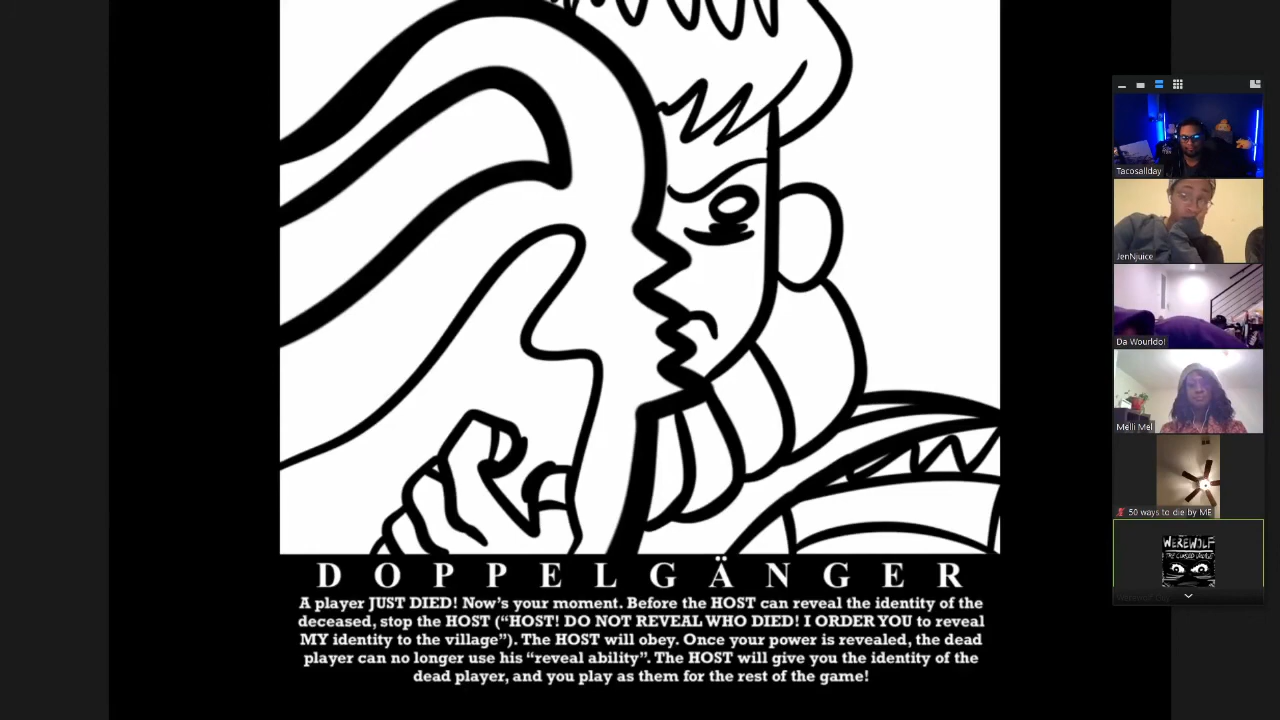 DOPPELGÄNGER
A player JUST DIED! Now's your moment. Before the HOST can reveal the identity of the
deceased, stop the HOST (“HOST! DO NOT REVEAL WHO DIED! I ORDER YOU to reveal
MY identity to the village”). The HOST will obey. Once your power is revealed, the dead
player can no longer use his “reveal ability”. The HOST will give you the identity of the
dead player, and you play as them for the rest of the game!
Tacosallday
JenNjuice
Da Wourldo!
Melli Mel
50 ways to die by ME
WEREWOLF